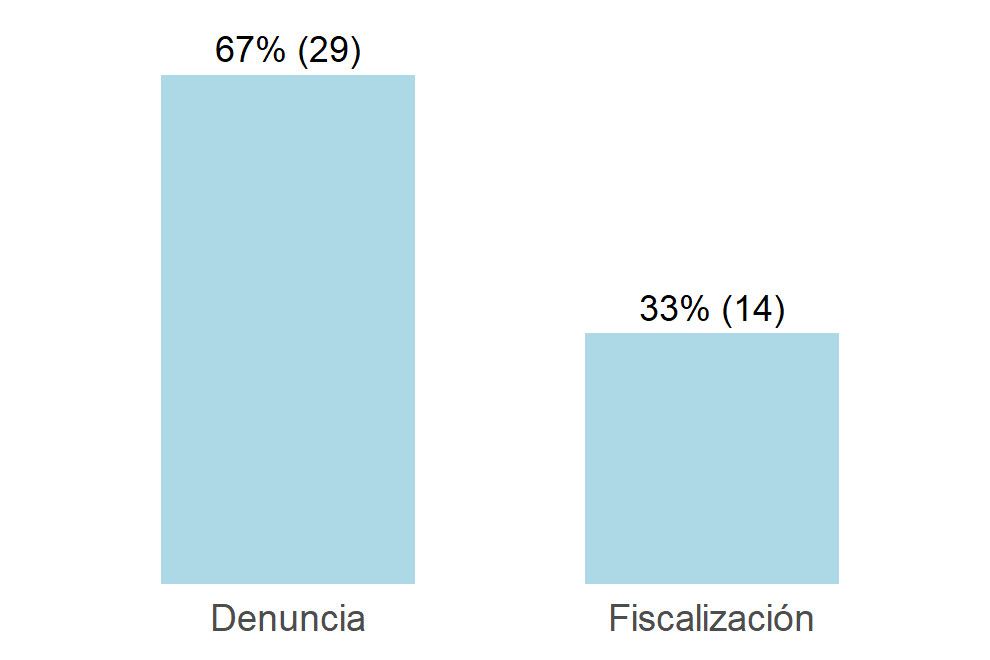 67% (29)
33% (14)
Denuncia
Fiscalización